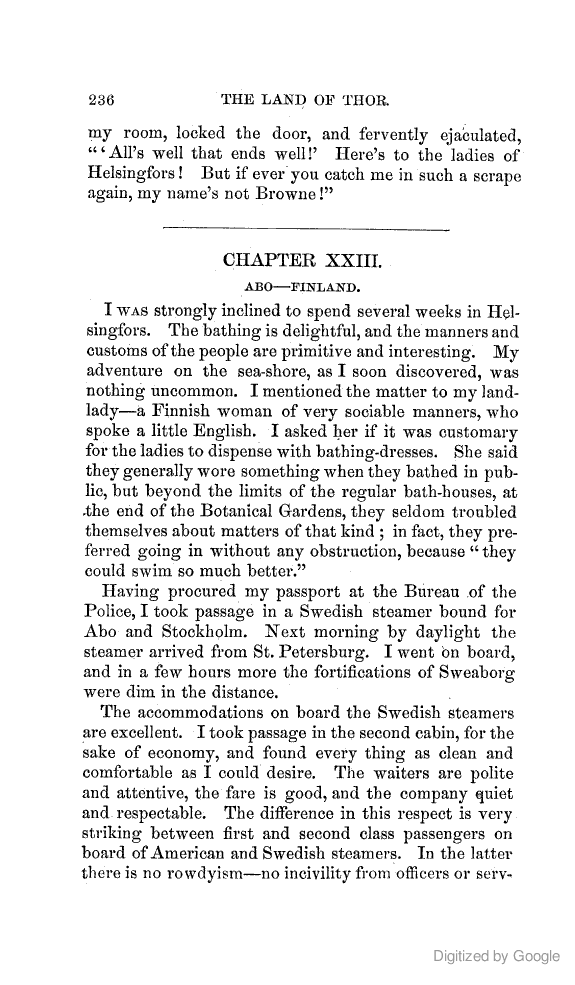 236 THE LAND OF THOR.
my room, locked the door, and fervently ejaculated,
“‘All’s well that ends well!’ Here’s to the ladies of
Helsingfors! But if ever you catch me in such a scrape
again, my name’s not Browne!”
CHAPTER XXIII.
ABO—FINLAND.
I WAS strongly inclined to spend several weeks in Hel-
singfors. The bathing is delightful, and the manners and
customs of the people are primitive and interesting. My
adventure on the sea-shore, as I soon discovered, was
nothing uncommon. I mentioned the matter to my land-
lady—a Finnish woman of very sociable manners, who
spoke a little English. I asked her if it was customary
for the ladies to dispense with bathing-dresses. She said
they generally wore something when they bathed in pub-
lic, but beyond the limits of the regular bath-houses, at
the end of the Botanical Gardens, they seldom troubled
themselves about matters of that kind; in fact, they pre-
ferred going in without any obstruction, because “they
could swim so much better.”
Having procured my passport at the Bureau of the
Police, I took passage in a Swedish steamer bound for
Abo and Stockholm. Next morning by daylight the
steamer arrived from St. Petersburg. I went on board,
and in a few hours more the fortifications of Sweaborg
were dim in the distance.
The accommodations on board the Swedish steamers
are excellent. I took passage in the second cabin, for the
sake of economy, and found every thing as clean and
comfortable as I could desire. The waiters are polite
and attentive, the fare is good, and the company quiet
and respectable. The difference in this respect is very
striking between first and second class passengers on
board of American and Swedish steamers. In the latter
there is no rowdyism—no incivility from officers or serv-
Digitized by Google